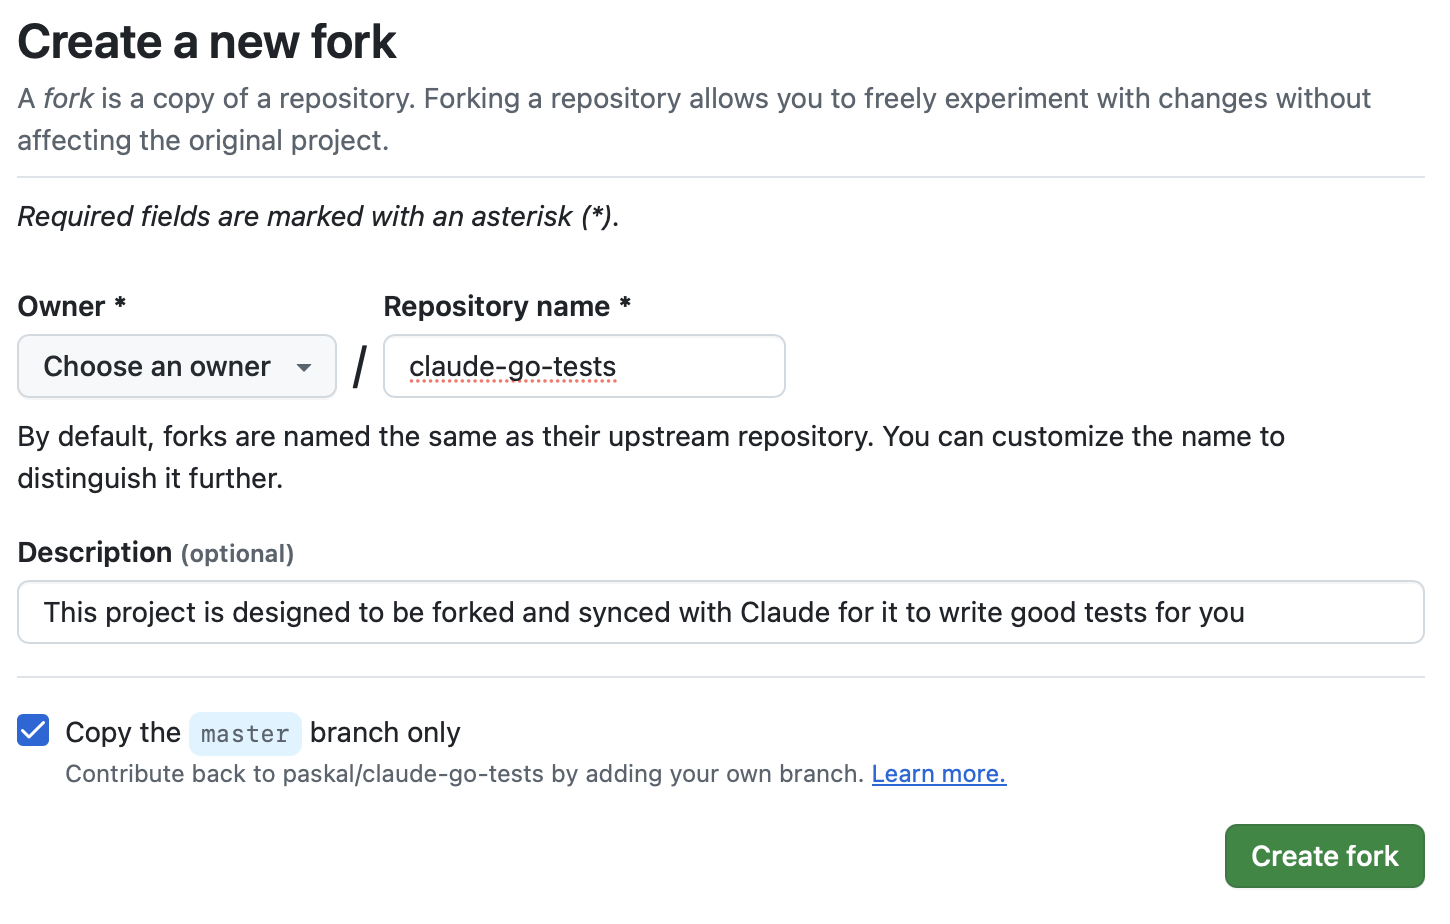 Create a new fork
A fork is a copy of a repository. Forking a repository allows you to freely experiment with changes without
affecting the original project.
Required fields are marked with an asterisk (*).
Owner * Repository name *
Choose an owner / claude-go-tests
By default, forks are named the same as their upstream repository. You can customize the name to
distinguish it further.
Description (optional)
This project is designed to be forked and synced with Claude for it to write good tests for you
Copy the master branch only
Contribute back to paskal/claude-go-tests by adding your own branch. Learn more.
Create fork